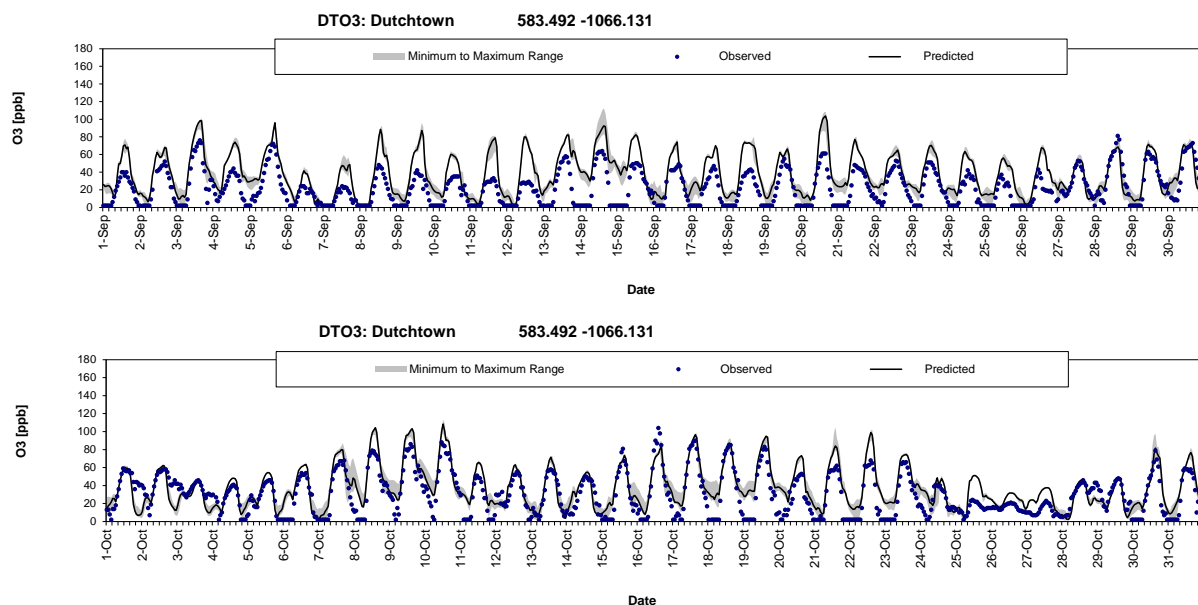 DTO3: Dutchtown 583.492 -1066.131
Minimum to Maximum Range Observed Predicted
180
160
140
120
100
80
60
40
20
0
O3 [ppb]
1-Sep 2-Sep 3-Sep 4-Sep 5-Sep 6-Sep 7-Sep 8-Sep 9-Sep 10-Sep 11-Sep 12-Sep 13-Sep 14-Sep 15-Sep 16-Sep 17-Sep 18-Sep 19-Sep 20-Sep 21-Sep 22-Sep 23-Sep 24-Sep 25-Sep 26-Sep 27-Sep 28-Sep 29-Sep 30-Sep
Date
DTO3: Dutchtown 583.492 -1066.131
Minimum to Maximum Range Observed Predicted
180
160
140
120
100
80
60
40
20
0
O3 [ppb]
1-Oct 2-Oct 3-Oct 4-Oct 5-Oct 6-Oct 7-Oct 8-Oct 9-Oct 10-Oct 11-Oct 12-Oct 13-Oct 14-Oct 15-Oct 16-Oct 17-Oct 18-Oct 19-Oct 20-Oct 21-Oct 22-Oct 23-Oct 24-Oct 25-Oct 26-Oct 27-Oct 28-Oct 29-Oct 30-Oct 31-Oct
Date